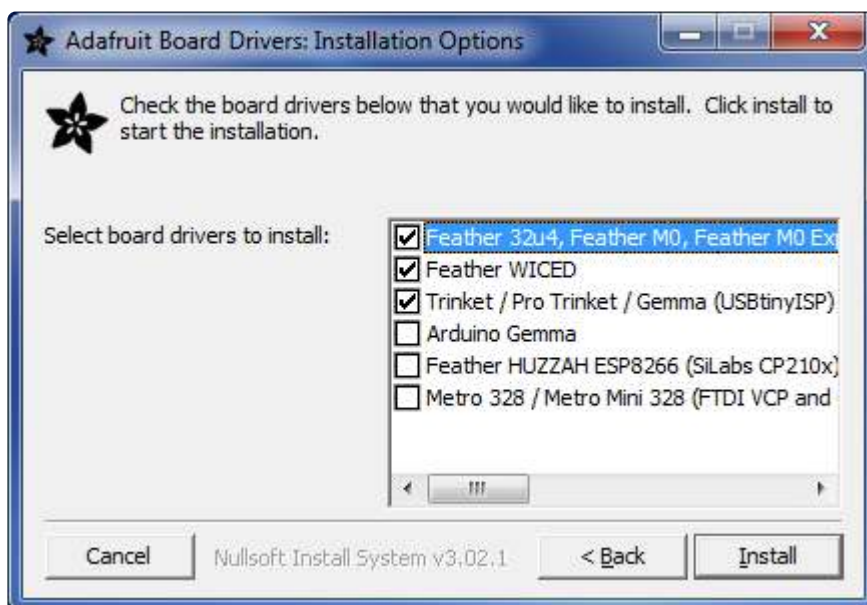 Adafruit Board Drivers: Installation Options
Check the board drivers below that you would like to install. Click install to
start the installation.
Select board drivers to install:
Feather 32u4, Feather M0, Feather M0
Feather WICED
Trinket / Pro Trinket / Gemma (USBtinyISP)
Arduino Gemma
Feather HUZZAH ESP8266 (SiLabs CP210x)
Metro 328 / Metro Mini 328 (FTDI VCP and
Cancel
Nullsoft Install System v3.02.1
< Back
Install